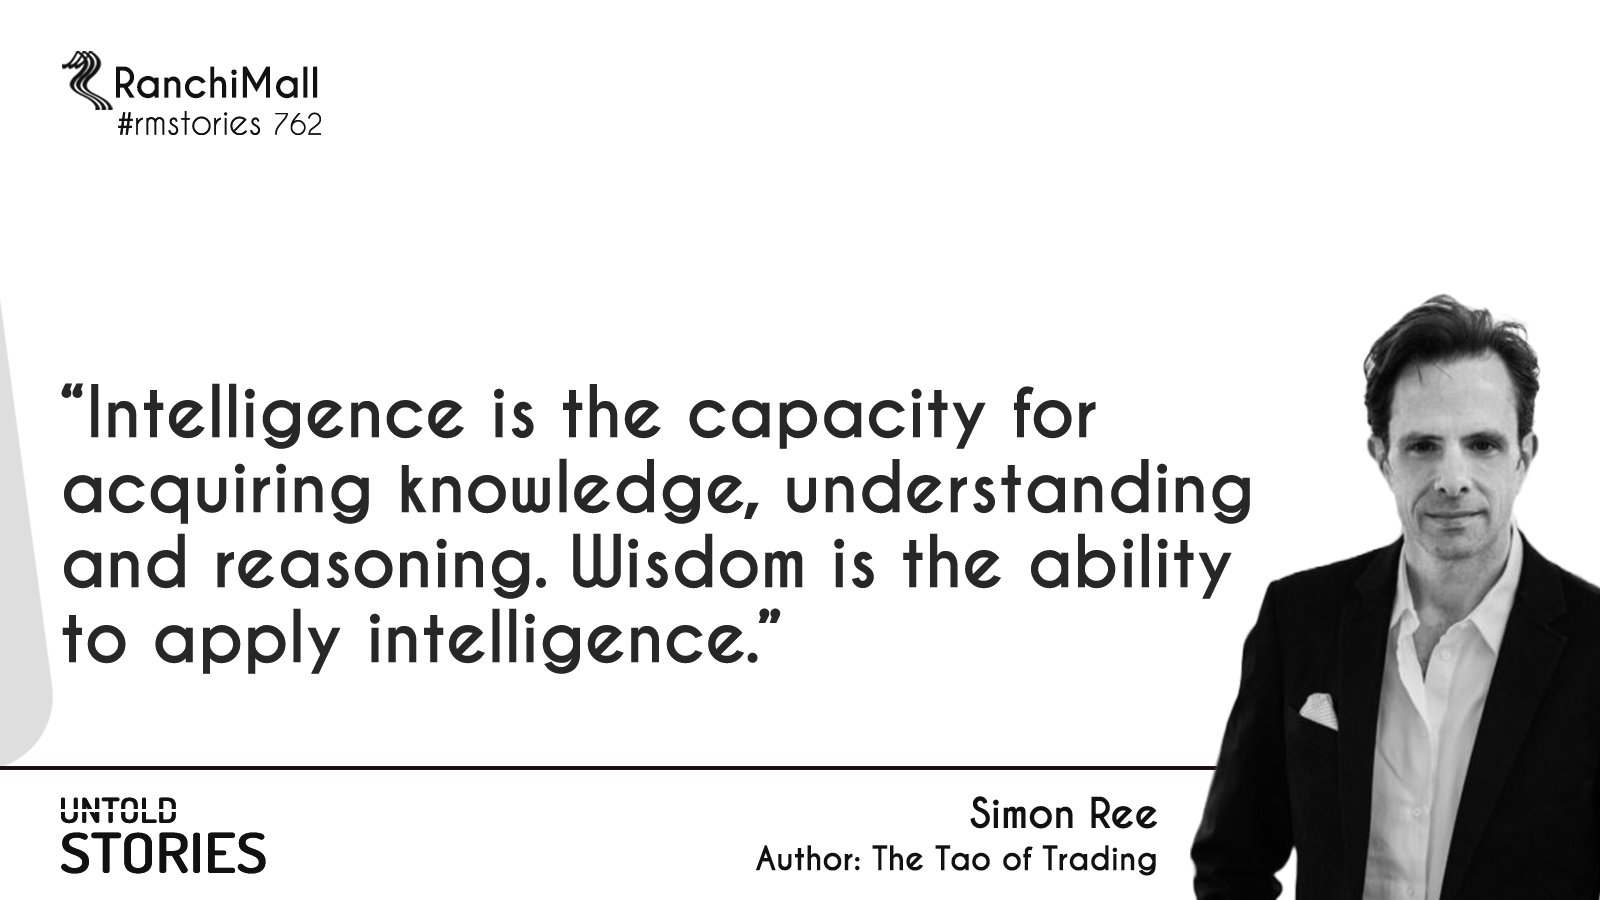 RanchiMall
#rmstories 762
“Intelligence is the capacity for
acquiring knowledge, understanding
and reasoning. Wisdom is the ability
to apply intelligence.”
UNTOLD
STORIES
Simon Ree
Author: The Tao of Trading